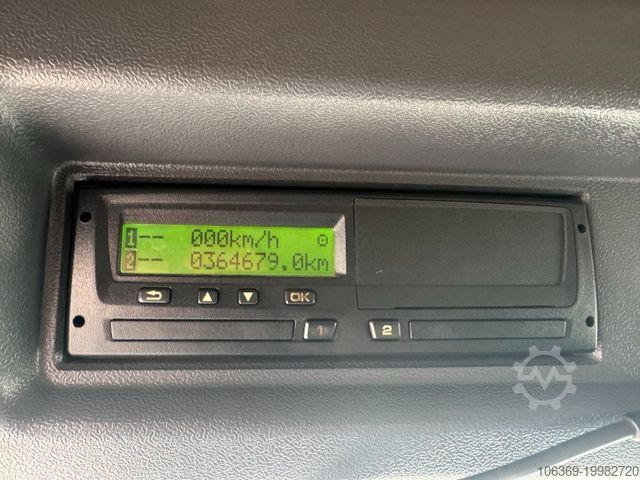 1-- 000km/h
2-- 0364679.0km
OK
1 2
106369-19982720